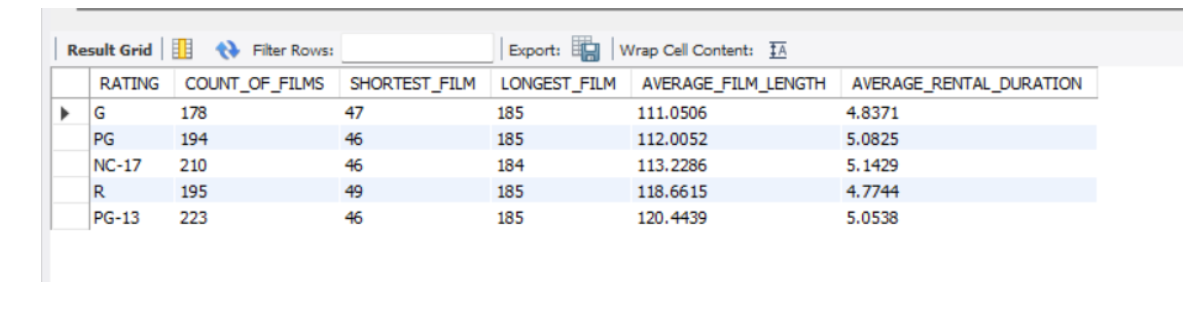 Result Grid Filter Rows: Export: Wrap Cell Content: IA
RATING COUNT_OF_FILMS SHORTEST_FILM LONGEST_FILM AVERAGE_FILM_LENGTH AVERAGE_RENTAL_DURATION
G 178 47 185 111.0506 4.8371
PG 194 46 185 112.0052 5.0825
NC-17 210 46 184 113.2286 5.1429
R 195 49 185 118.6615 4.7744
PG-13 223 46 185 120.4439 5.0538